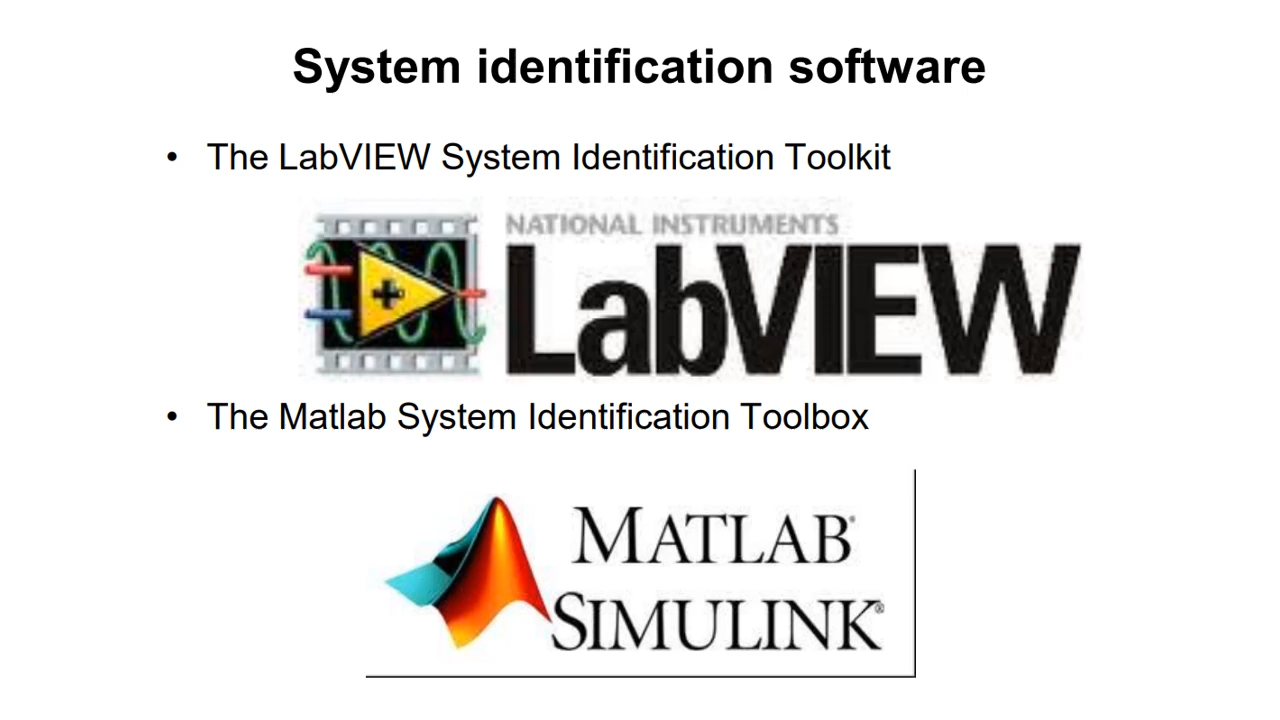 System identification software
• The LabVIEW System Identification Toolkit
NATIONAL INSTRUMENTS
LabVIEW
• The Matlab System Identification Toolbox
MATLAB®
SIMULINK®